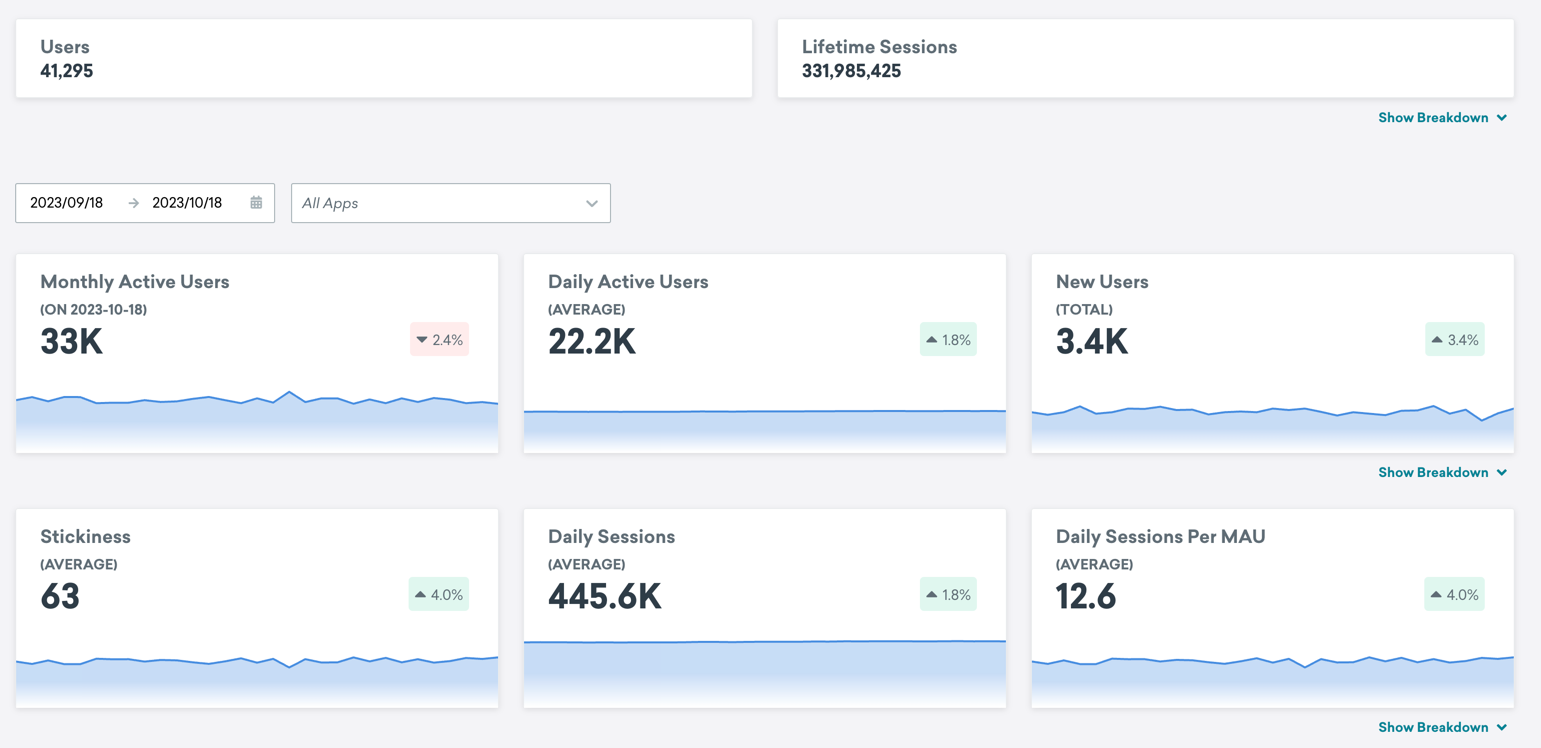 Users
41,295
Lifetime Sessions
331,985,425
Show Breakdown
2023/09/18 → 2023/10/18
All Apps
Monthly Active Users
(ON 2023-10-18)
33K
2.4%
Daily Active Users
(AVERAGE)
22.2K
1.8%
New Users
(TOTAL)
3.4K
3.4%
Show Breakdown
Stickiness
(AVERAGE)
63
4.0%
Daily Sessions
(AVERAGE)
445.6K
1.8%
Daily Sessions Per MAU
(AVERAGE)
12.6
4.0%
Show Breakdown